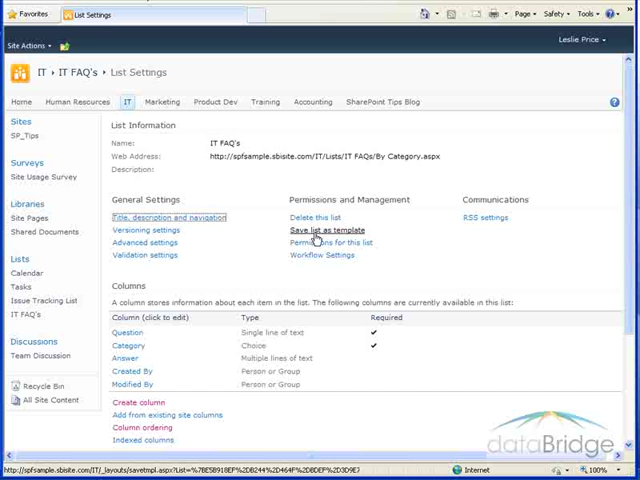 Favorites
List Settings
Page
Safety
Tools
Site Actions
Leslie Price
IT
IT FAQ's
List Settings
Home
Human Resources
IT
Marketing
Product Dev
Training
Accounting
SharePoint Tips Blog
Sites
SP_Tips
Surveys
Site Usage Survey
Libraries
Site Pages
Shared Documents
Lists
Calendar
Tasks
Issue Tracking List
IT FAQ's
Discussions
Team Discussion
Recycle Bin
All Site Content
List Information
Name: IT FAQ's
Web Address: http://spfsample.sbisite.com/IT/Lists/IT FAQs/By Category.aspx
Description:
General Settings
Title, description and navigation
Versioning settings
Advanced settings
Validation settings
Permissions and Management
Delete this list
Save list as template
Permissions for this list
Workflow Settings
Communications
RSS settings
Columns
A column stores information about each item in the list. The following columns are currently available in this list:
Column (click to edit) Type Required
Question Single line of text ✔
Category Choice ✔
Answer Multiple lines of text
Created By Person or Group
Modified By Person or Group
Create column
Add from existing site columns
Column ordering
Indexed columns
dataBridge
Internet
100%